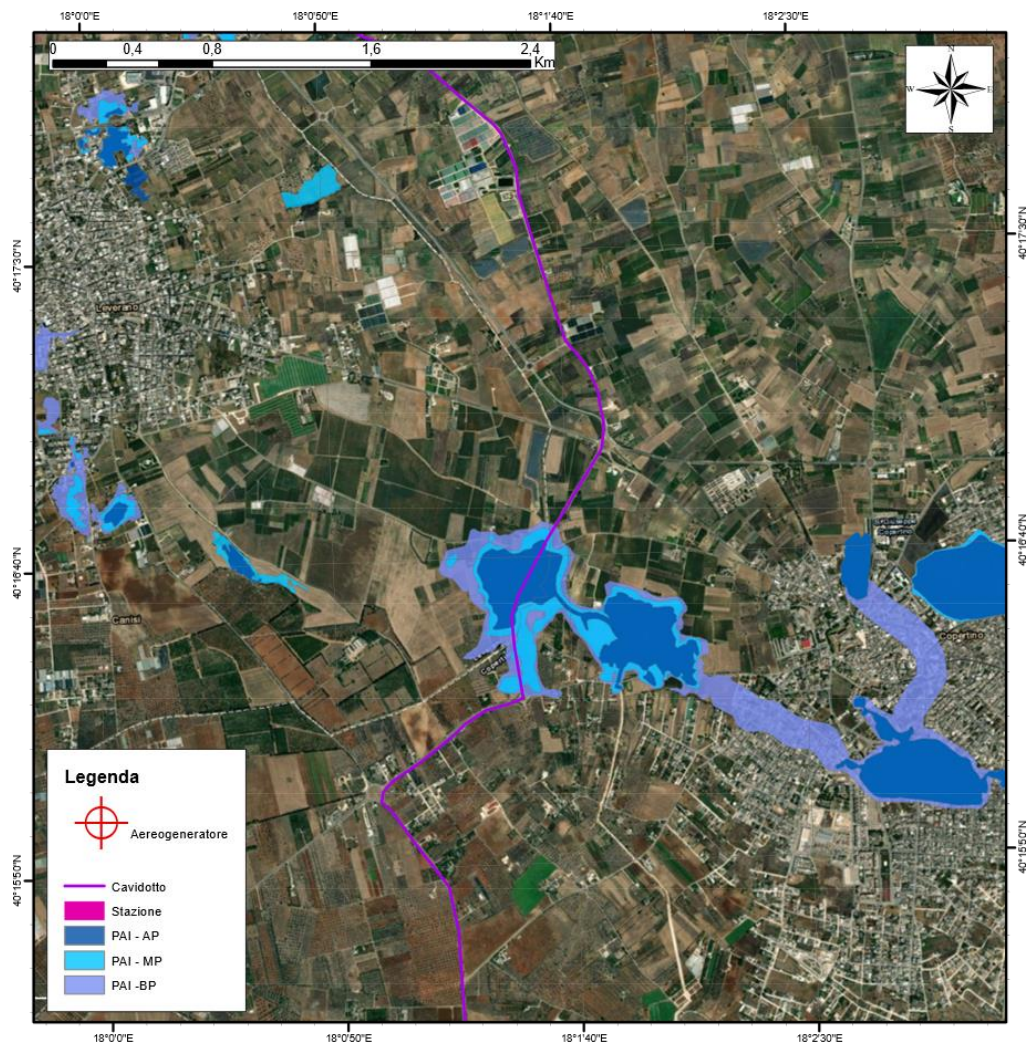 18°0'0"E 18°0'50"E 18°1'40"E 18°2'30"E
0 0,4 0,8 1,6 2,4
Km
N
W E
S
40°17'30"N
40°17'30"N
Leverano
40°16'40"N
40°16'40"N
Copertino
Canisi
Copertino
Legenda
Aereogeneratore
Cavidotto
Stazione
PAI - AP
PAI - MP
PAI -BP
40°15'50"N
40°15'50"N
18°0'0"E 18°0'50"E 18°1'40"E 18°2'30"E